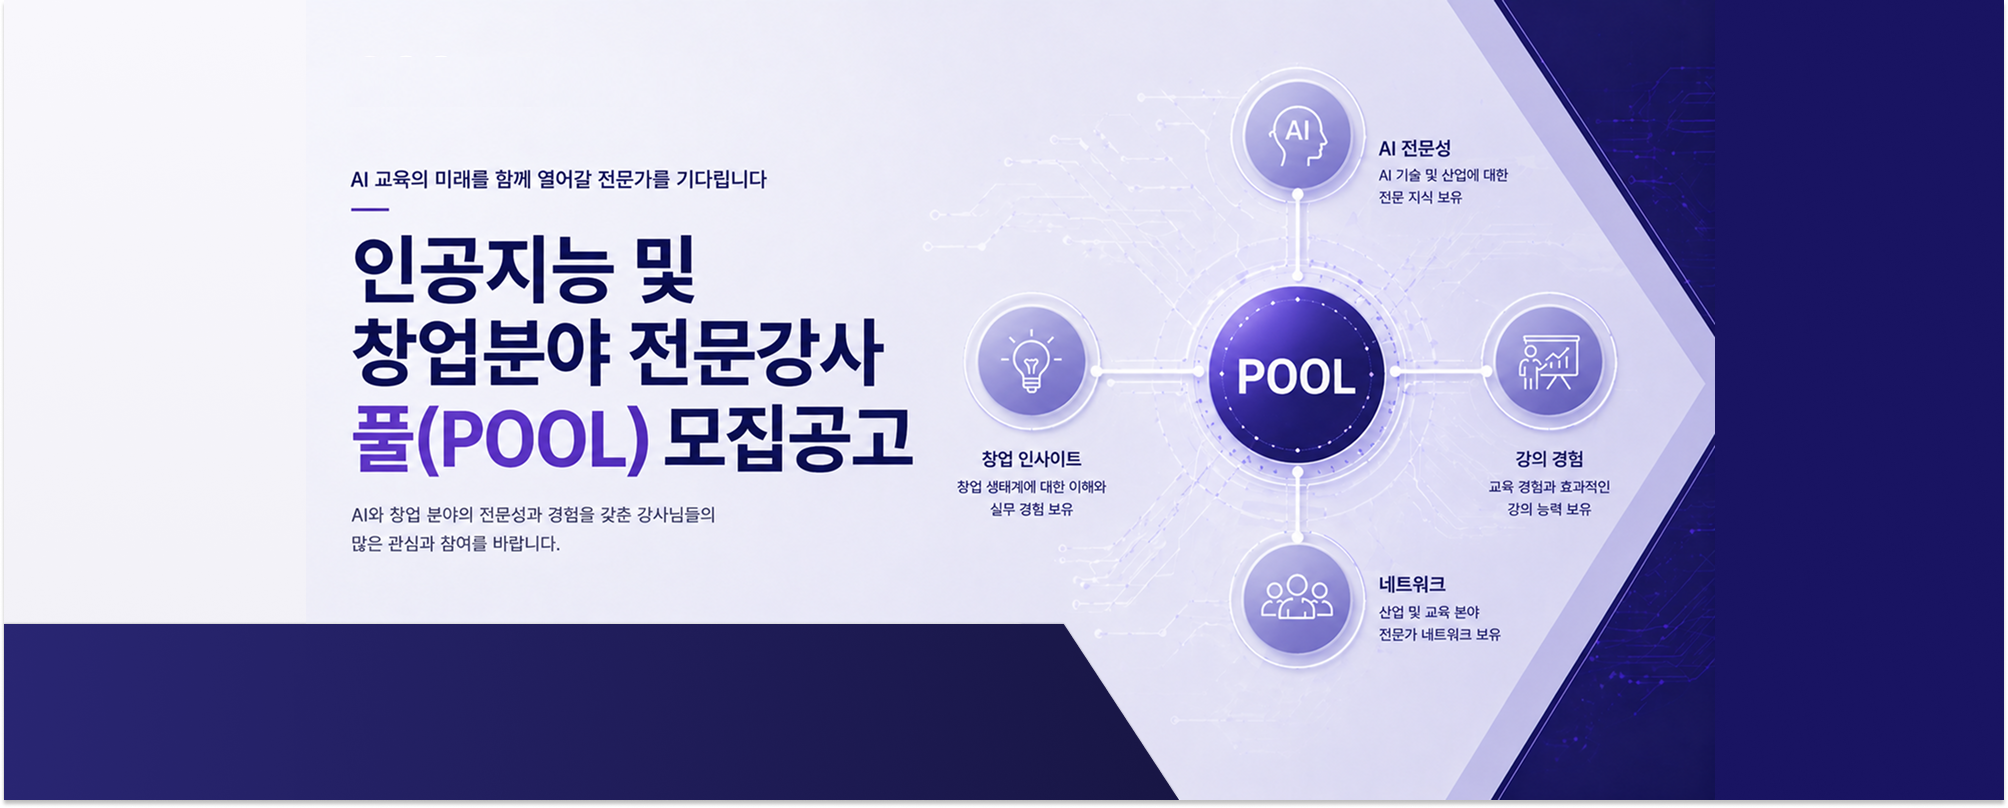 AI 교육의 미래를 함께 열어갈 전문가를 기다립니다
인공지능 및
창업분야 전문강사
풀(POOL) 모집공고
AI와 창업 분야의 전문성과 경험을 갖춘 강사님들의
많은 관심과 참여를 바랍니다.
AI
AI 전문성
AI 기술 및 산업에 대한
전문 지식 보유
POOL
창업 인사이트
창업 생태계에 대한 이해와
실무 경험 보유
강의 경험
교육 경험과 효과적인
강의 능력 보유
네트워크
산업 및 교육 본야
전문가 네트워크 보유